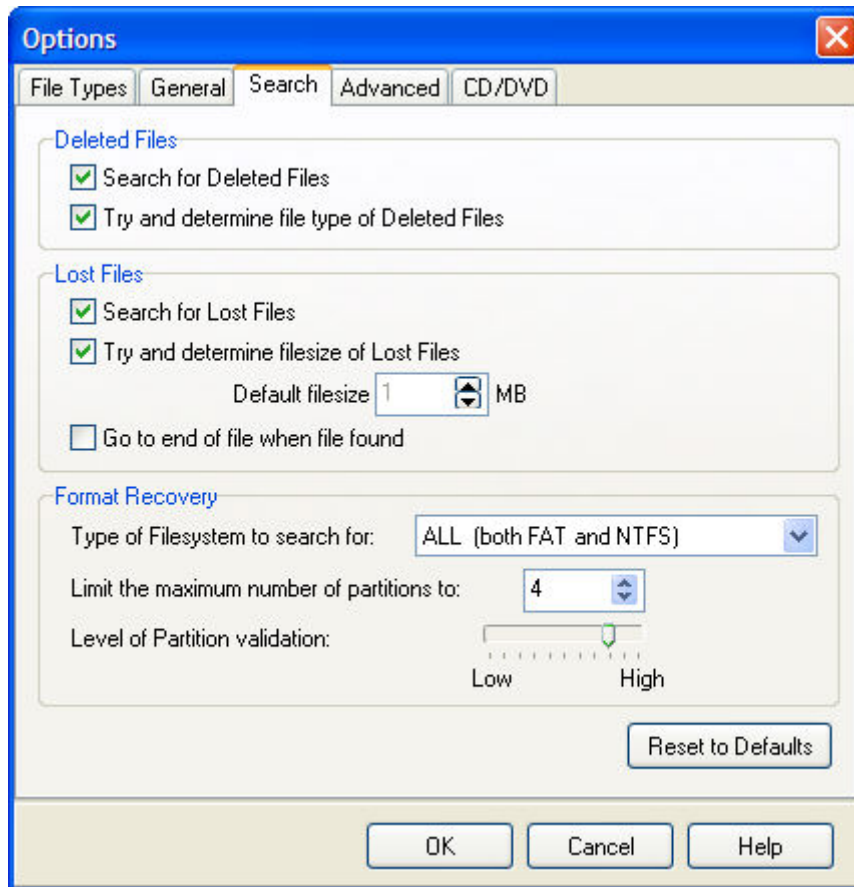 Options
File Types General Search Advanced CD/DVD
Deleted Files
Search for Deleted Files
Try and determine file type of Deleted Files
Lost Files
Search for Lost Files
Try and determine filesize of Lost Files
Default filesize 1 MB
Go to end of file when file found
Format Recovery
Type of Filesystem to search for: ALL (both FAT and NTFS)
Limit the maximum number of partitions to: 4
Level of Partition validation:
Low High
Reset to Defaults
OK Cancel Help